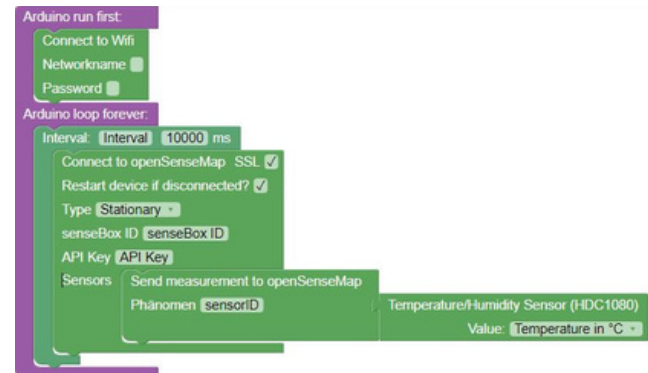 Arduino run first:
Connect to Wifi
Networkname
Password
Arduino loop forever:
Interval: Interval 10000 ms
Connect to openSenseMap SSL
Restart device if disconnected?
Type Stationary
senseBox ID senseBox ID
API Key API Key
Sensors Send measurement to openSenseMap
Phänomen sensorID Temperature/Humidity Sensor (HDC1080)
Value: Temperature in °C